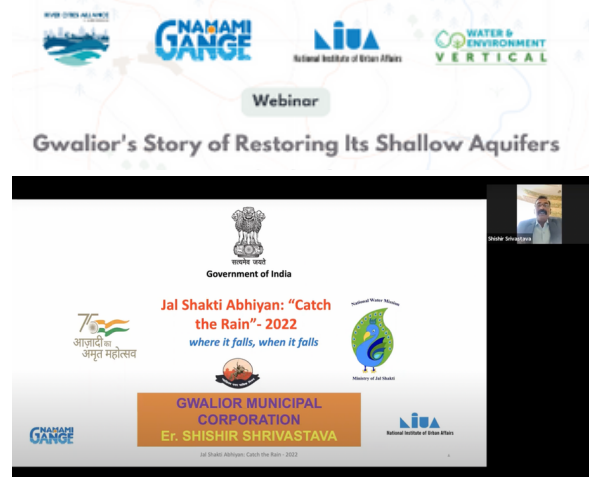 RIVER CITIES ALLIANCE
NAMAMI
GANGE
NIUA
National Institute of Urban Affairs
WATER &
ENVIRONMENT
VERTICAL
Webinar
Gwalior's Story of Restoring Its Shallow Aquifers
Shishir Srivastava
सत्यमेव जयते
Government of India
Jal Shakti Abhiyan: “Catch
the Rain”- 2022
where it falls, when it falls
75
आज़ादी का
अमृत महोत्सव
National Water Mission
Ministry of Jal Shakti
GWALIOR MUNICIPAL
CORPORATION
Er. SHISHIR SHRIVASTAVA
NAMAMI
GANGE
NIUA
National Institute of Urban Affairs
Jal Shakti Abhiyan: Catch the Rain - 2022